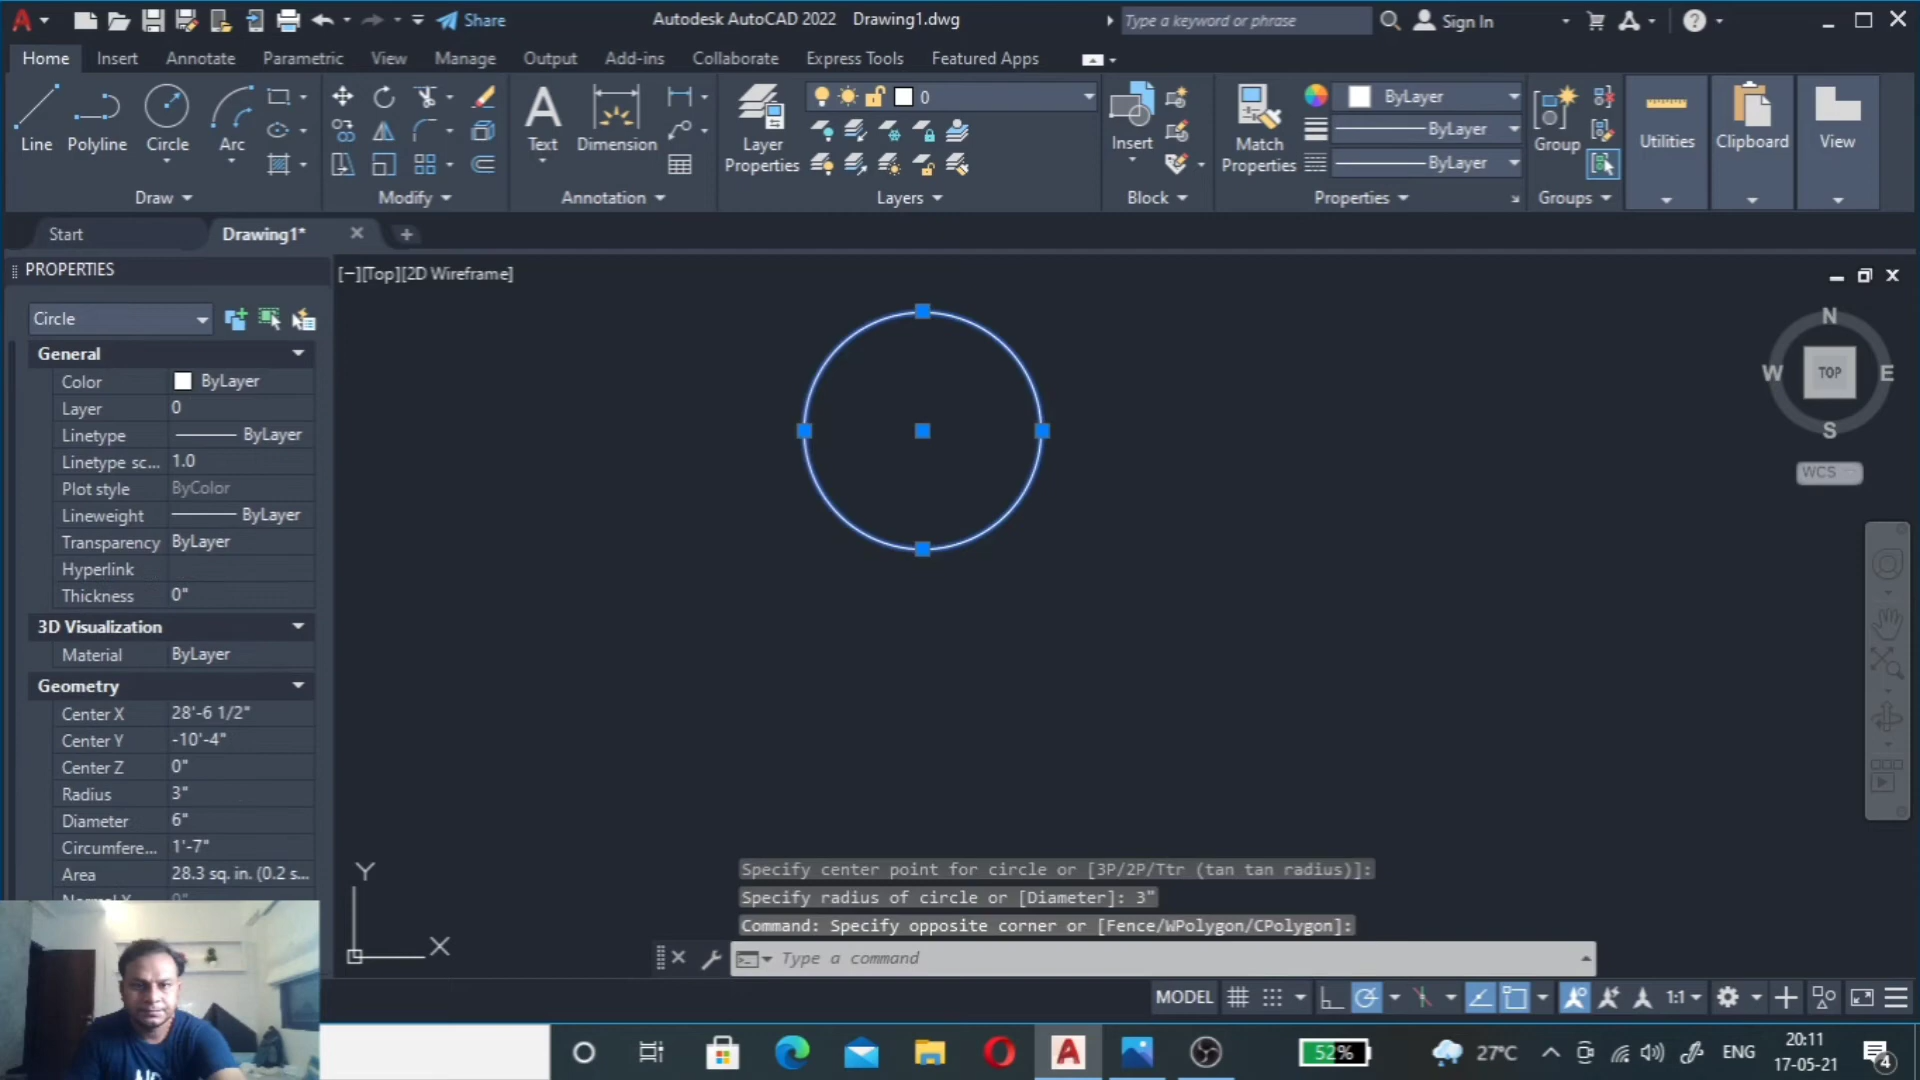 Share
Autodesk AutoCAD 2022 Drawing1.dwg
Type a keyword or phrase
Sign In
Home Insert Annotate Parametric View Manage Output Add-ins Collaborate Express Tools Featured Apps
Line Polyline Circle Arc
Text Dimension
Layer Properties
0
Insert
Match Properties
ByLayer
ByLayer
ByLayer
Group
Utilities Clipboard View
Draw Modify Annotation Layers Block Properties Groups
Start Drawing1*
PROPERTIES
[−][Top][2D Wireframe]
Circle
General
Color ByLayer
Layer 0
Linetype ByLayer
Linetype sc... 1.0
Plot style ByColor
Lineweight ByLayer
Transparency ByLayer
Hyperlink
Thickness 0"
3D Visualization
Material ByLayer
Geometry
Center X 28'-6 1/2"
Center Y -10'-4"
Center Z 0"
Radius 3"
Diameter 6"
Circumfere... 1'-7"
Area 28.3 sq. in. (0.2 s...
N
W TOP E
S
WCS
Y
X
Specify center point for circle or [3P/2P/Ttr (tan tan radius)]:
Specify radius of circle or [Diameter]: 3"
Command: Specify opposite corner or [Fence/WPolygon/CPolygon]:
Type a command
MODEL 1:1
52% 27°C ENG 20:11
17-05-21
4